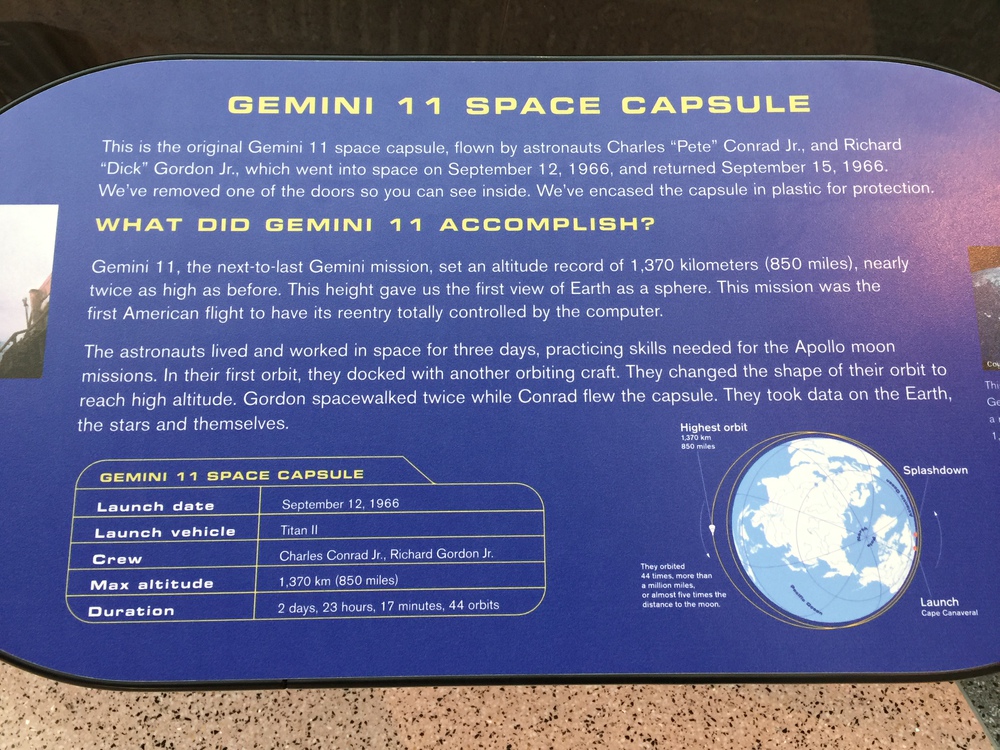 GEMINI 11 SPACE CAPSULE
This is the original Gemini 11 space capsule, flown by astronauts Charles “Pete” Conrad Jr., and Richard
“Dick” Gordon Jr., which went into space on September 12, 1966, and returned September 15, 1966.
We’ve removed one of the doors so you can see inside. We’ve encased the capsule in plastic for protection.
WHAT DID GEMINI 11 ACCOMPLISH?
Gemini 11, the next-to-last Gemini mission, set an altitude record of 1,370 kilometers (850 miles), nearly
twice as high as before. This height gave us the first view of Earth as a sphere. This mission was the
first American flight to have its reentry totally controlled by the computer.
The astronauts lived and worked in space for three days, practicing skills needed for the Apollo moon
missions. In their first orbit, they docked with another orbiting craft. They changed the shape of their orbit to
reach high altitude. Gordon spacewalked twice while Conrad flew the capsule. They took data on the Earth,
the stars and themselves.
GEMINI 11 SPACE CAPSULE
Launch date September 12, 1966
Launch vehicle Titan II
Crew Charles Conrad Jr., Richard Gordon Jr.
Max altitude 1,370 km (850 miles)
Duration 2 days, 23 hours, 17 minutes, 44 orbits
Highest orbit
1,370 km
850 miles
Splashdown
They orbited
44 times, more than
a million miles,
or almost five times the
distance to the moon.
Pacific Ocean
Launch
Cape Canaveral